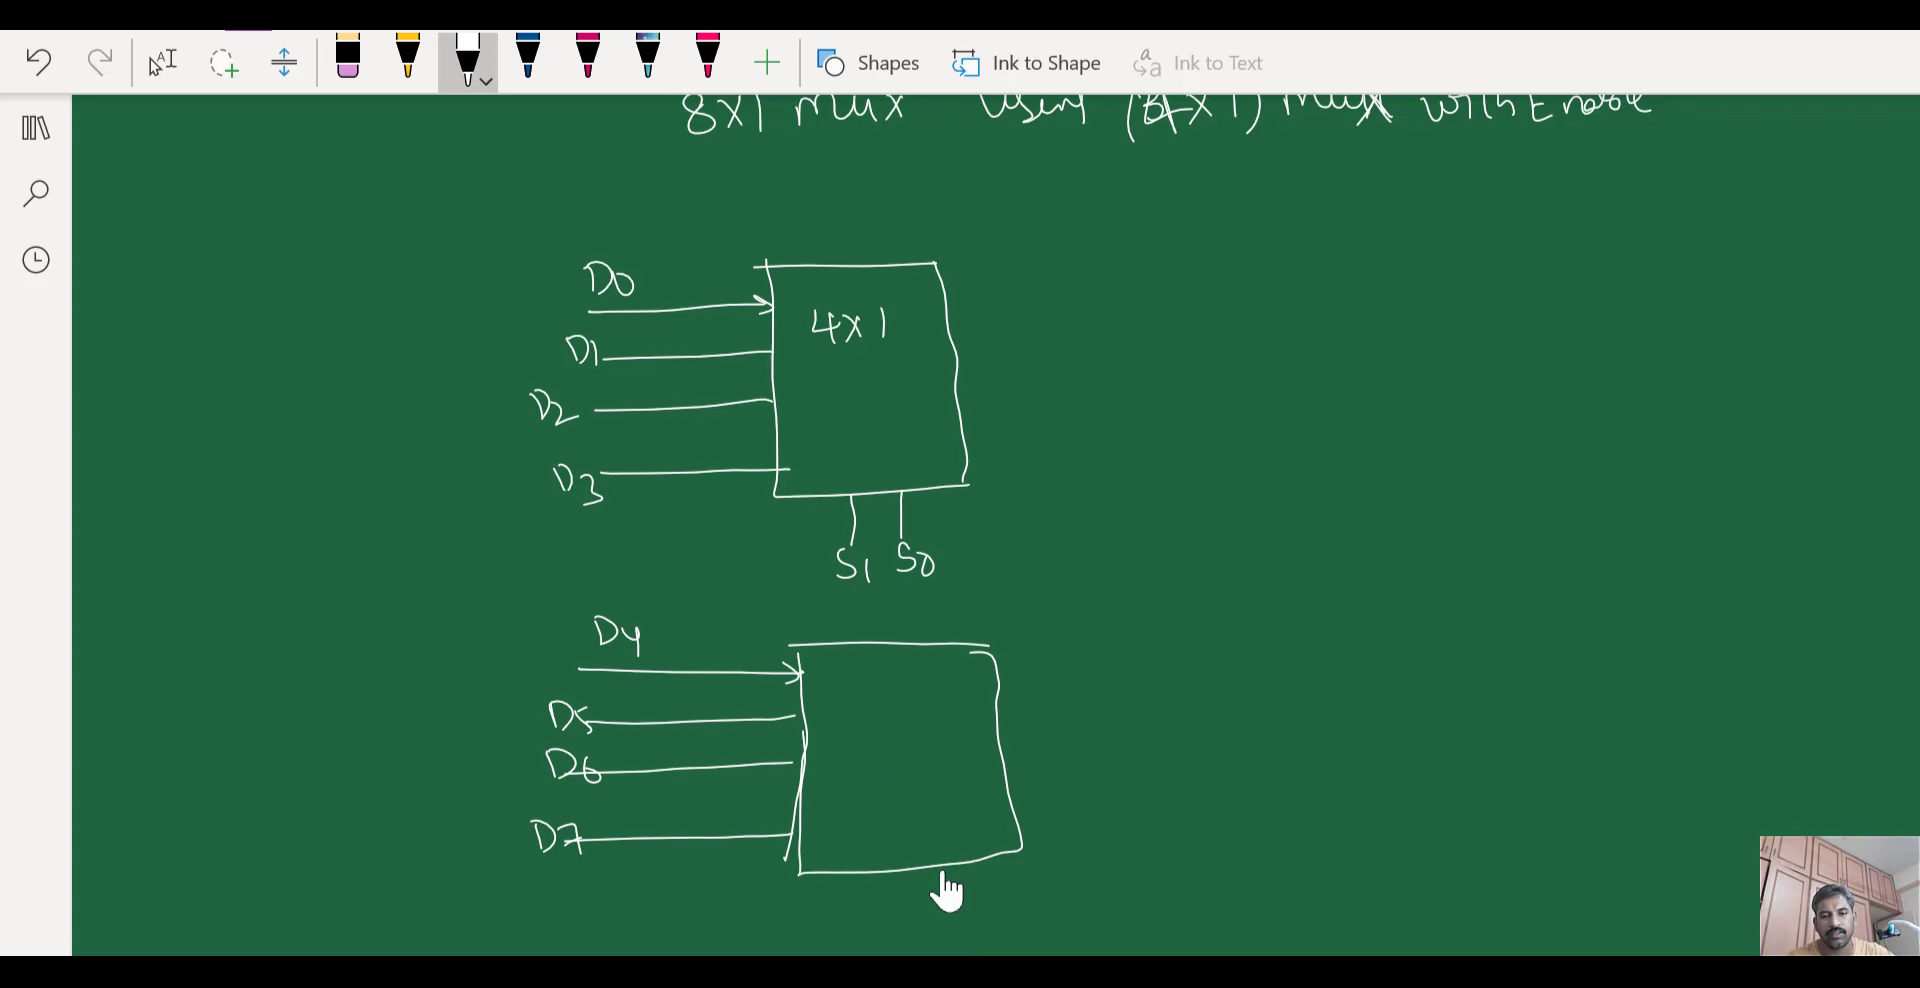 Shapes Ink to Shape Ink to Text
8x1 mux using (4x1) mux with Enable
D0
4x1
D1
D2
D3
S1 S0
D4
D5
D6
D7